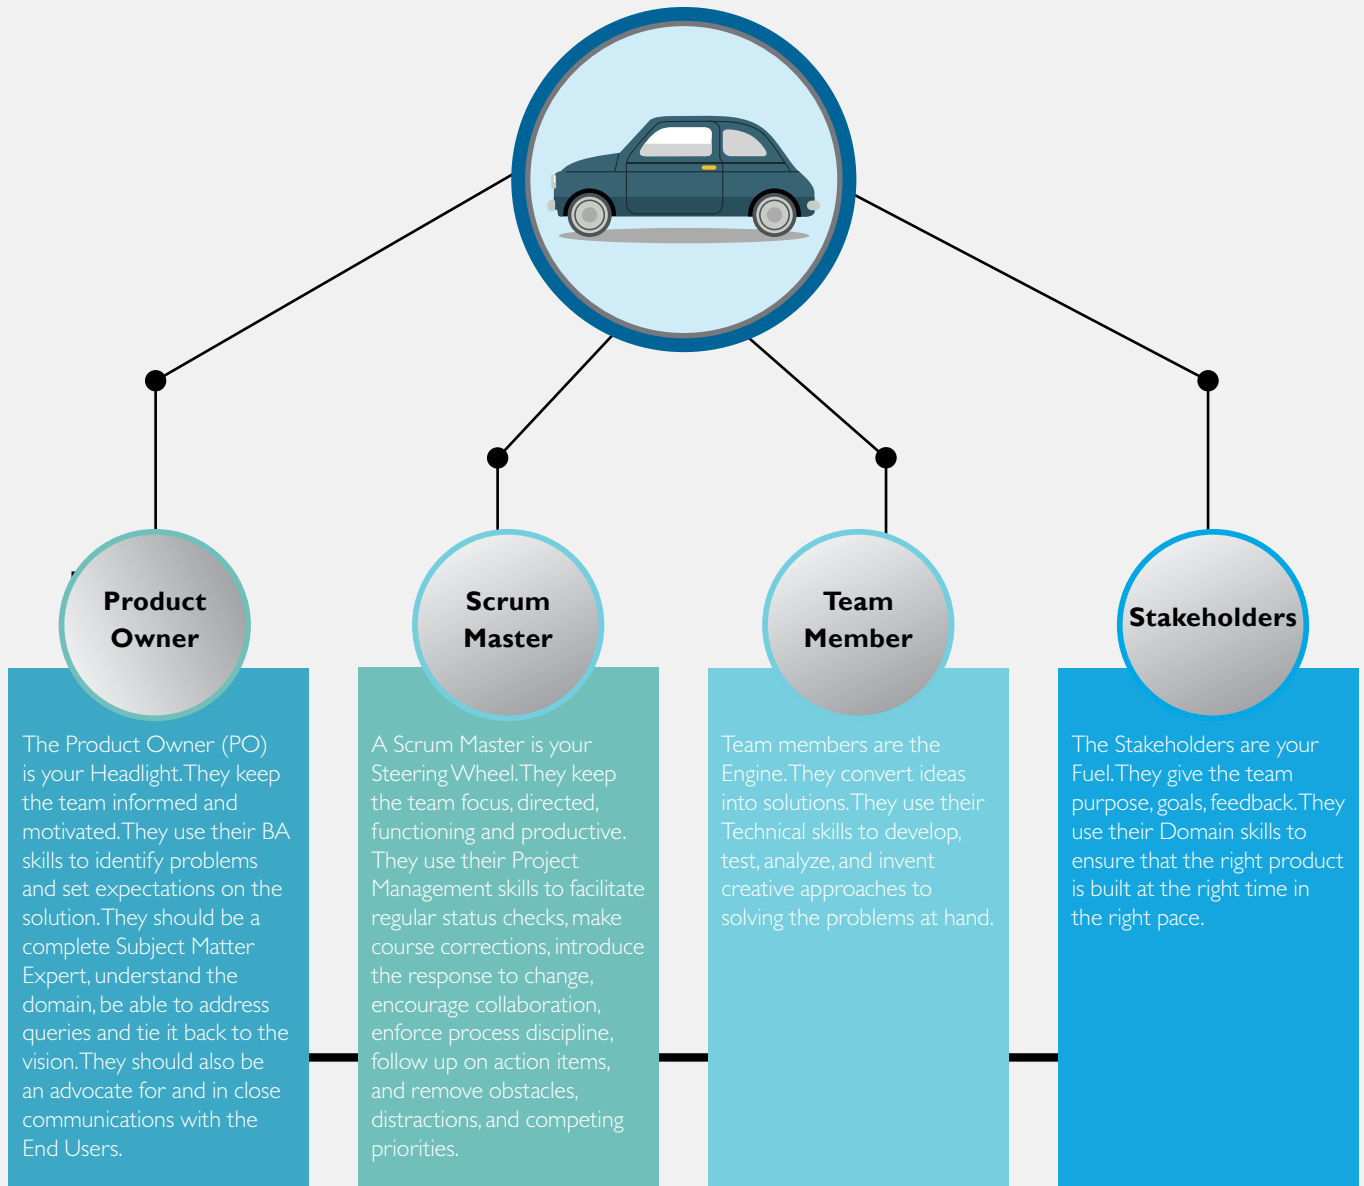 Product
Owner
The Product Owner (PO)
is your Headlight. They keep
the team informed and
motivated. They use their BA
skills to identify problems
and set expectations on the
solution. They should be a
complete Subject Matter
Expert, understand the
domain, be able to address
queries and tie it back to the
vision. They should also be
an advocate for and in close
communications with the
End Users.
Scrum
Master
A Scrum Master is your
Steering Wheel. They keep
the team focus, directed,
functioning and productive.
They use their Project
Management skills to facilitate
regular status checks, make
course corrections, introduce
the response to change,
encourage collaboration,
enforce process discipline,
follow up on action items,
and remove obstacles,
distractions, and competing
priorities.
Team
Member
Team members are the
Engine. They convert ideas
into solutions. They use their
Technical skills to develop,
test, analyze, and invent
creative approaches to
solving the problems at hand.
Stakeholders
The Stakeholders are your
Fuel. They give the team
purpose, goals, feedback. They
use their Domain skills to
ensure that the right product
is built at the right time in
the right pace.